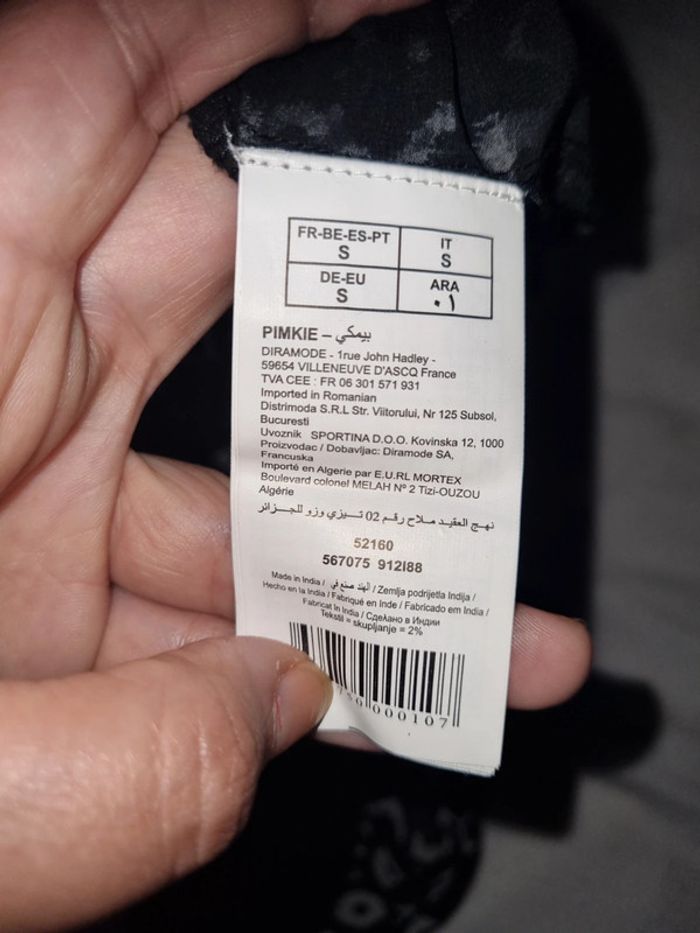 FR-BE-ES-PT
S
IT
S
DE-EU
S
ARA
٠١
PIMKIE – بيمكي
DIRAMODE - 1rue John Hadley -
59654 VILLENEUVE D'ASCQ France
TVA CEE : FR 06 301 571 931
Imported in Romanian
Distrimoda S.R.L Str. Viitorului, Nr 125 Subsol,
Bucuresti
Uvoznik SPORTINA D.O.O. Kovinska 12, 1000
Proizvodac / Dobavljac: Diramode SA,
Francuska
Importé en Algerie par E.U.RL MORTEX
Boulevard colonel MELAH Nº 2 Tizi-OUZOU
Algérie
نهج العقيد ملاح رقم 02 تيزي وزو للجزائر
52160
567075 912I88
Made in India / الهند صنع في / Zemlja podrijetla Indija /
Hecho en la India / Fabriqué en Inde / Fabricado em India /
Fabricat în India / Сделано в Индии
Tekstil = skupljanje = 2%
000107